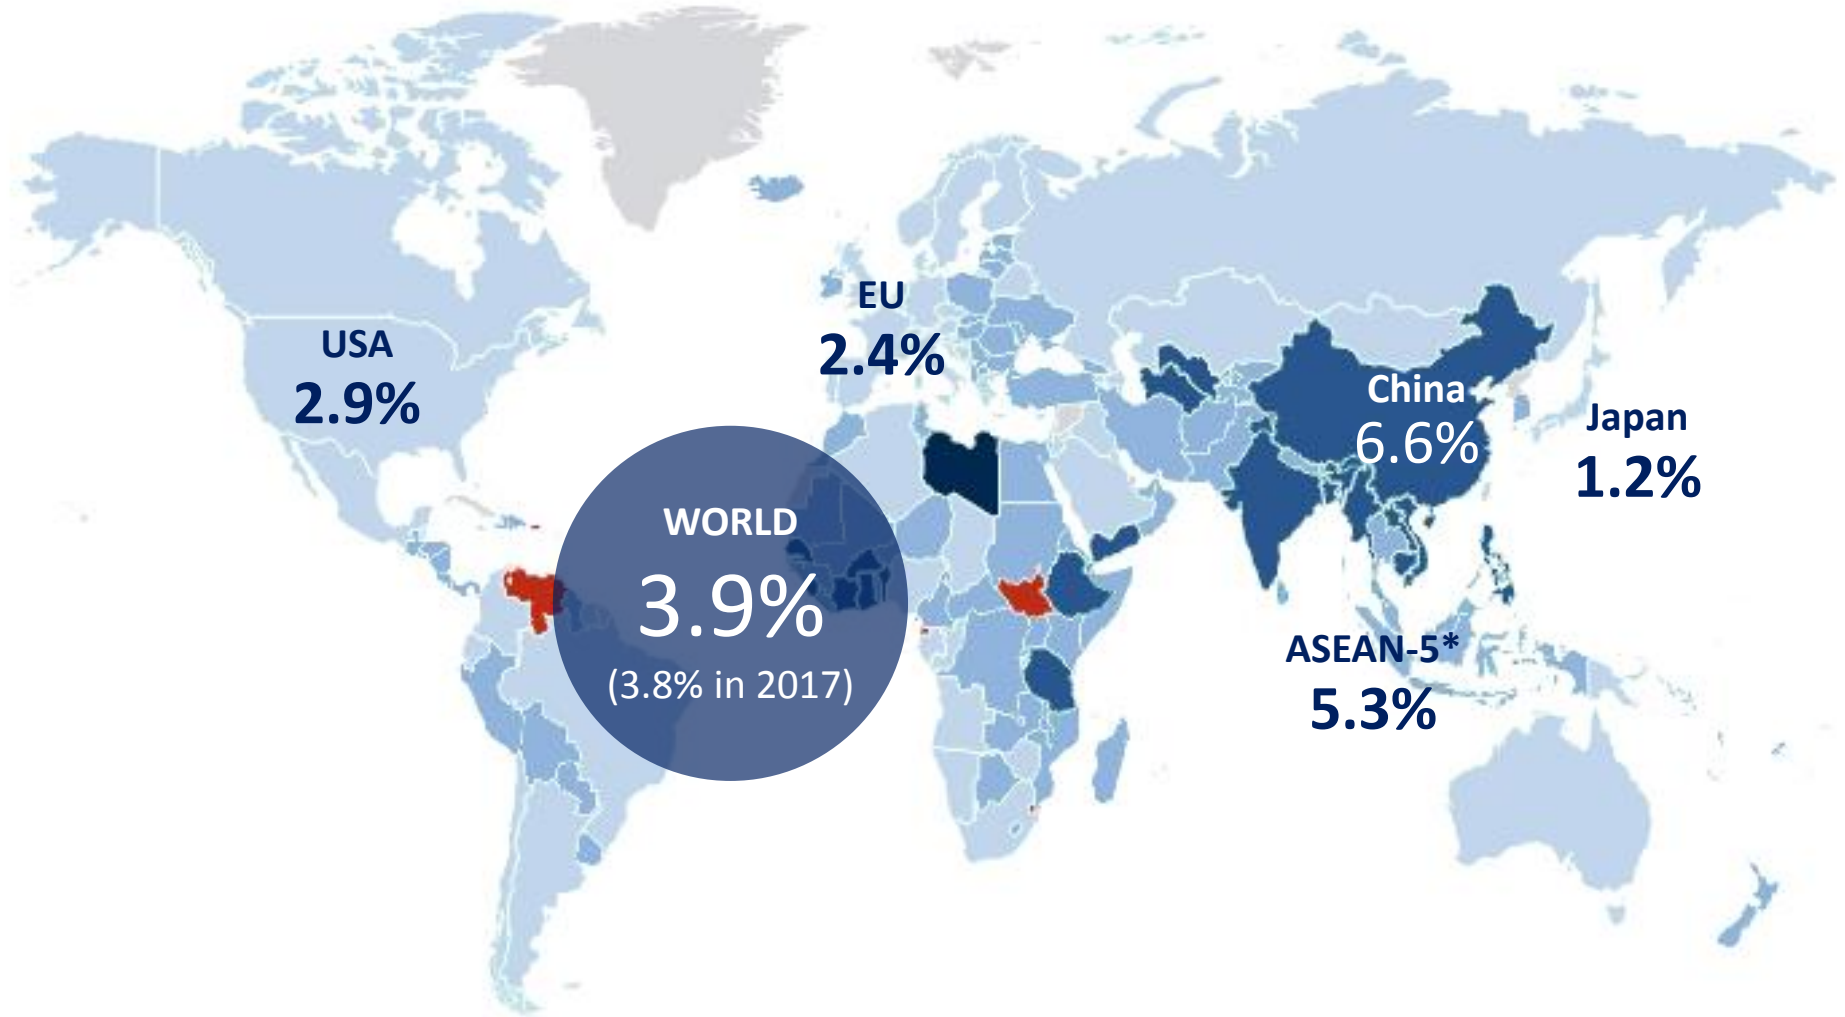 USA
2.9%
EU
2.4%
WORLD
3.9%
(3.8% in 2017)
China
6.6%
Japan
1.2%
ASEAN-5*
5.3%